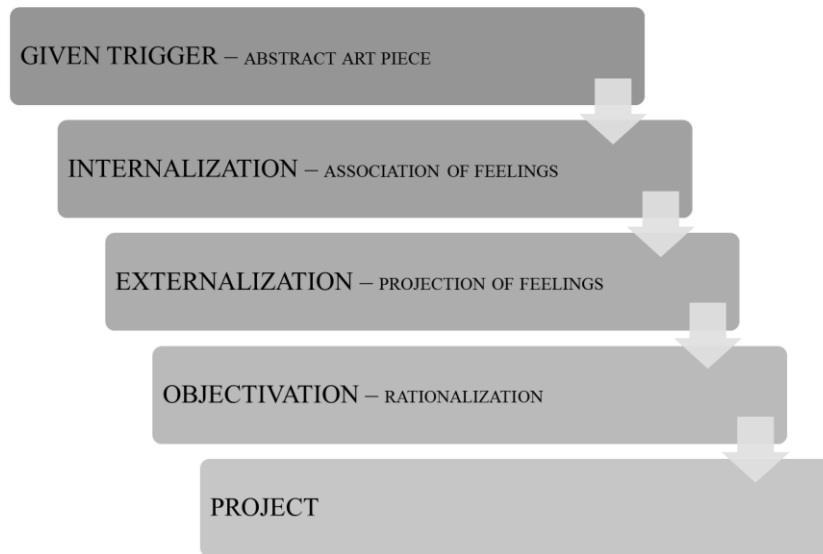 GIVEN TRIGGER – ABSTRACT ART PIECE
INTERNALIZATION – ASSOCIATION OF FEELINGS
EXTERNALIZATION – PROJECTION OF FEELINGS
OBJECTIVATION – RATIONALIZATION
PROJECT